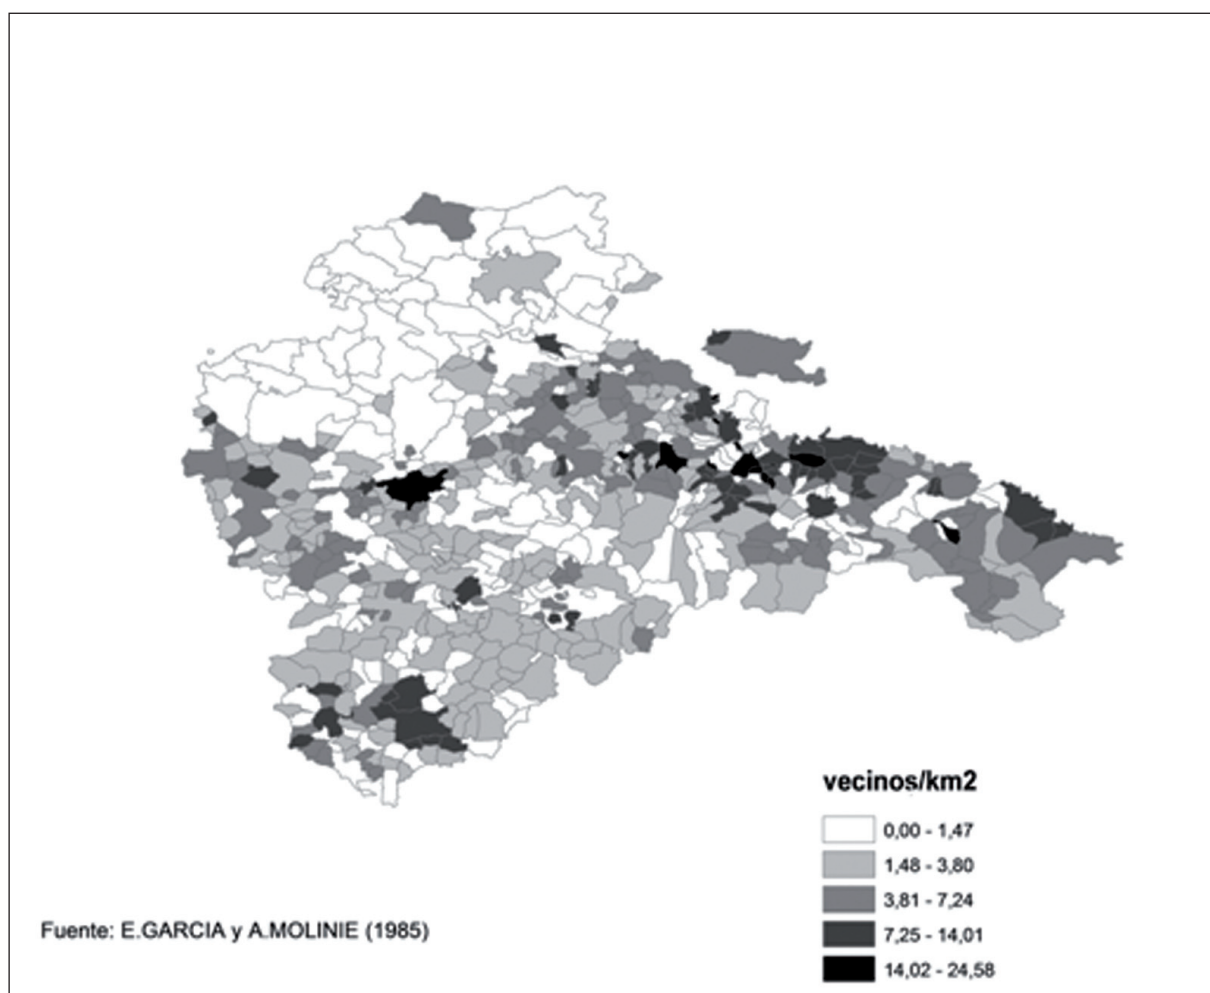 vecinos/km2
0,00 - 1,47
1,48 - 3,80
3,81 - 7,24
7,25 - 14,01
14,02 - 24,58
Fuente: E.GARCIA y A.MOLINIE (1985)